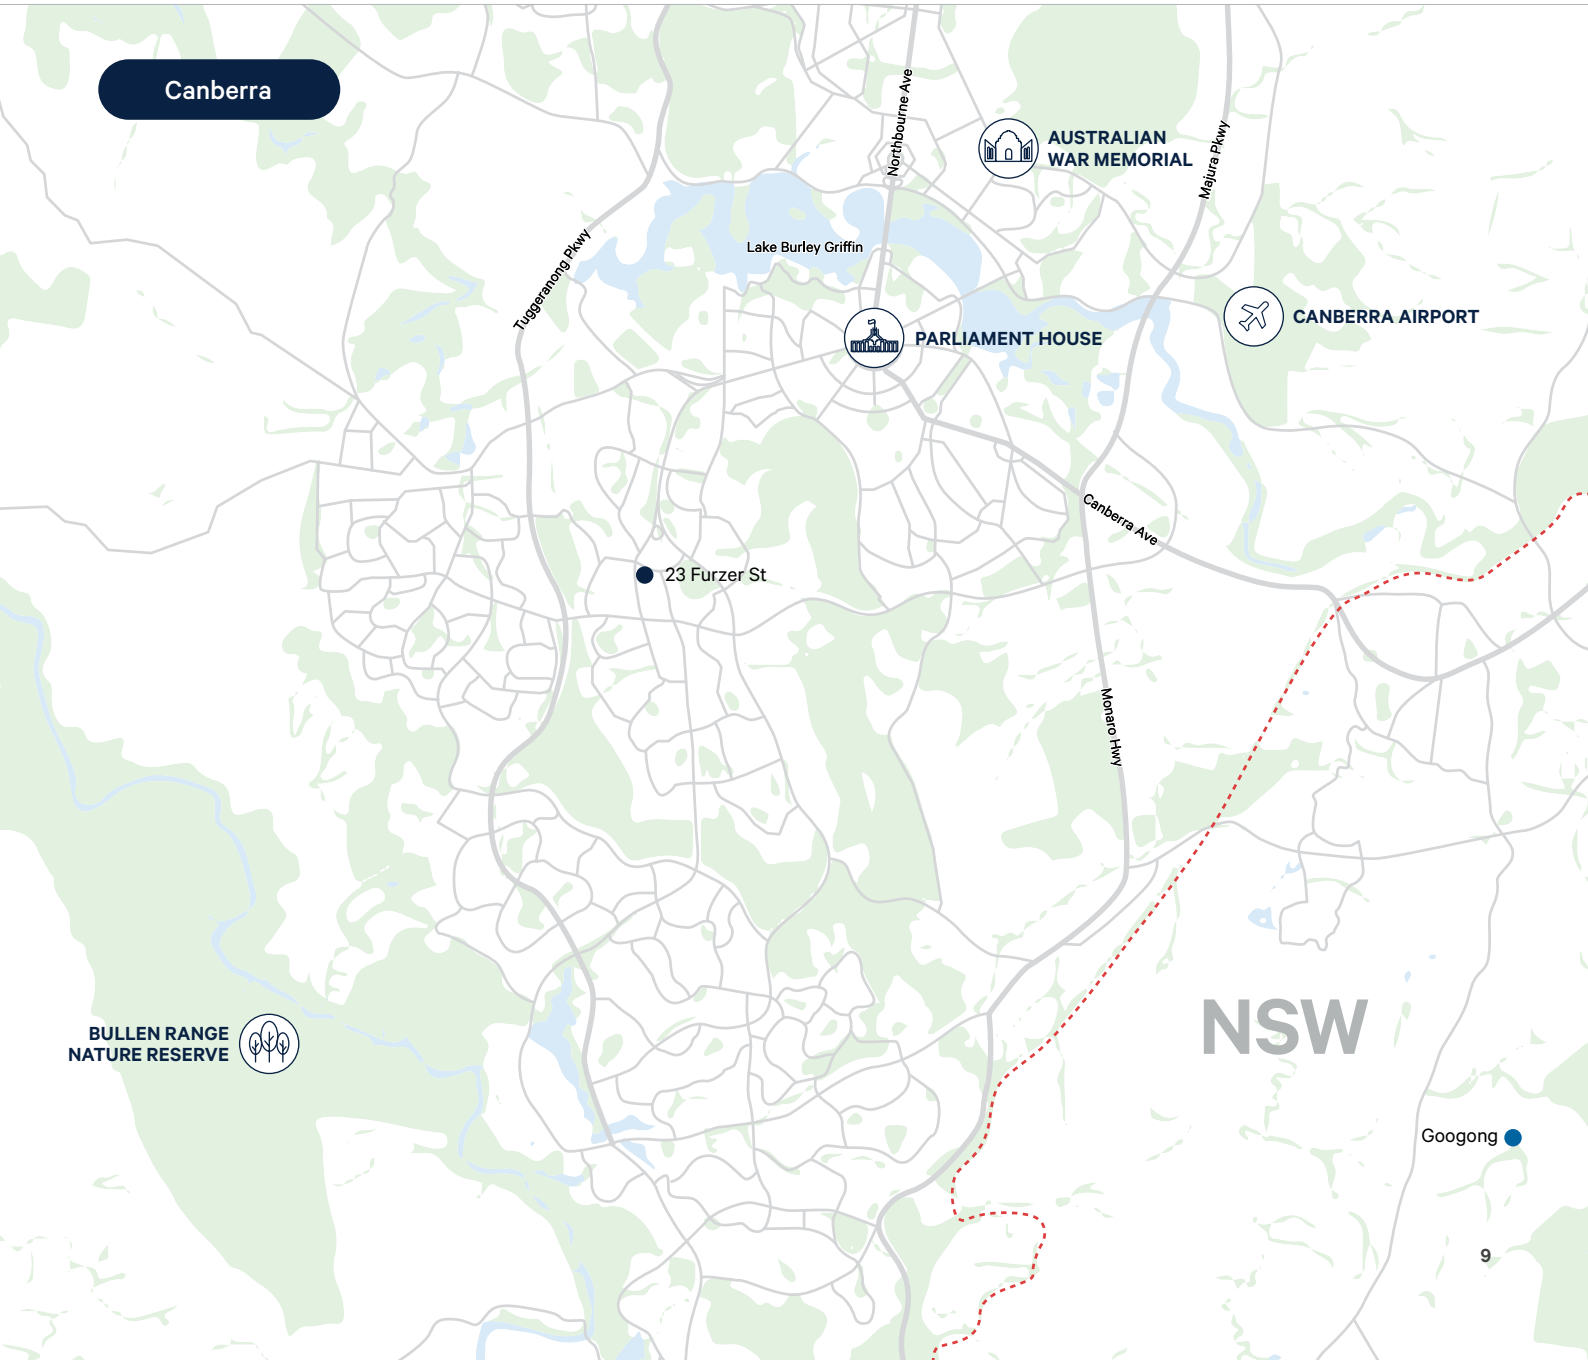 Canberra
Northbourne Ave
AUSTRALIAN
WAR MEMORIAL
Majura Pkwy
Tuggeranong Pkwy
Lake Burley Griffin
CANBERRA AIRPORT
PARLIAMENT HOUSE
Canberra Ave
23 Furzer St
Monaro Hwy
NSW
BULLEN RANGE
NATURE RESERVE
Googong
9